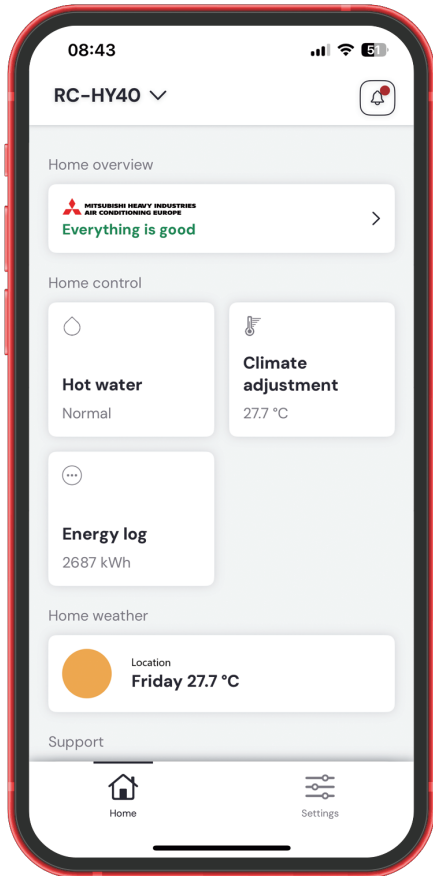 08:43
51
RC-HY40
Home overview
MITSUBISHI HEAVY INDUSTRIES
AIR CONDITIONING EUROPE
Everything is good
Home control
Hot water
Normal
Climate
adjustment
27.7 °C
Energy log
2687 kWh
Home weather
Location
Friday 27.7 °C
Support
Home
Settings